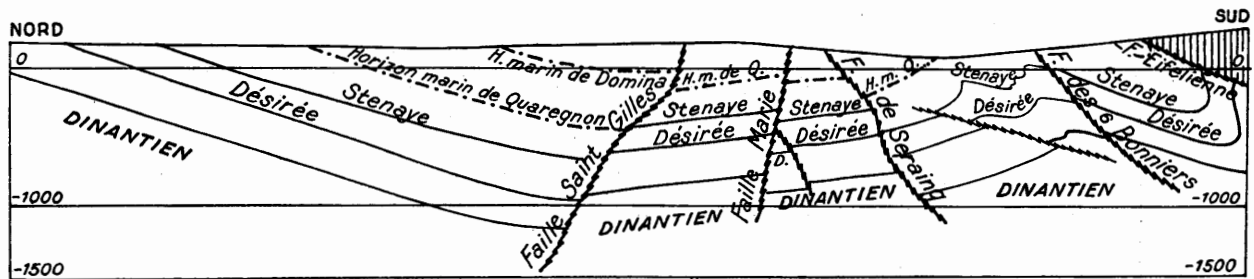 NORD
SUD
0
0
H. marin de Domina
Horizon marin de Quaregnon
Stenaye
Désirée
DINANTIEN
Faille Saint Gilles
H. m. de Q.
Stenaye
Désirée
DINANTIEN
Faille Marie
D.
Stenaye
Désirée
DINANTIEN
F. de Seraing
H. m. Q.
Stenaye
Désirée
DINANTIEN
F. des 6 Bonniers
F. Eifelienne
Stenaye
Désirée
-1000
-1000
-1500
-1500